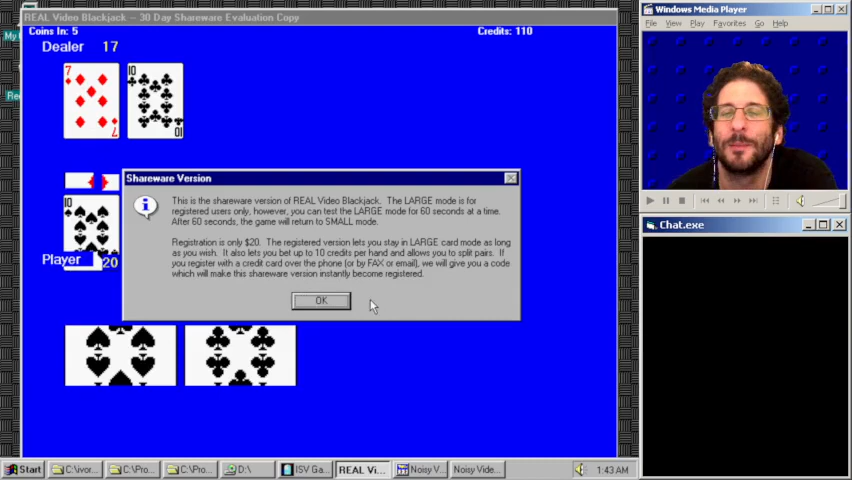 REAL Video Blackjack -- 30 Day Shareware Evaluation Copy
Coins In: 5
Credits: 110
Dealer 17
7
10
7
10
Shareware Version
This is the shareware version of REAL Video Blackjack. The LARGE mode is for
registered users only, however, you can test the LARGE mode for 60 seconds at a time.
After 60 seconds, the game will return to SMALL mode.
Registration is only $20. The registered version lets you stay in LARGE card mode as long
as you wish. It also lets you bet up to 10 credits per hand and allows you to split pairs. If
you register with a credit card over the phone (or by FAX or email), we will give you a code
which will make this shareware version instantly become registered.
OK
10
Player 20
Windows Media Player
File View Play Favorites Go Help
Chat.exe
Start
C:\ivor...
C:\Pro...
C:\Pro...
D:\
ISV Ga...
REAL Vi...
Noisy V...
Noisy Vide...
1:43 AM